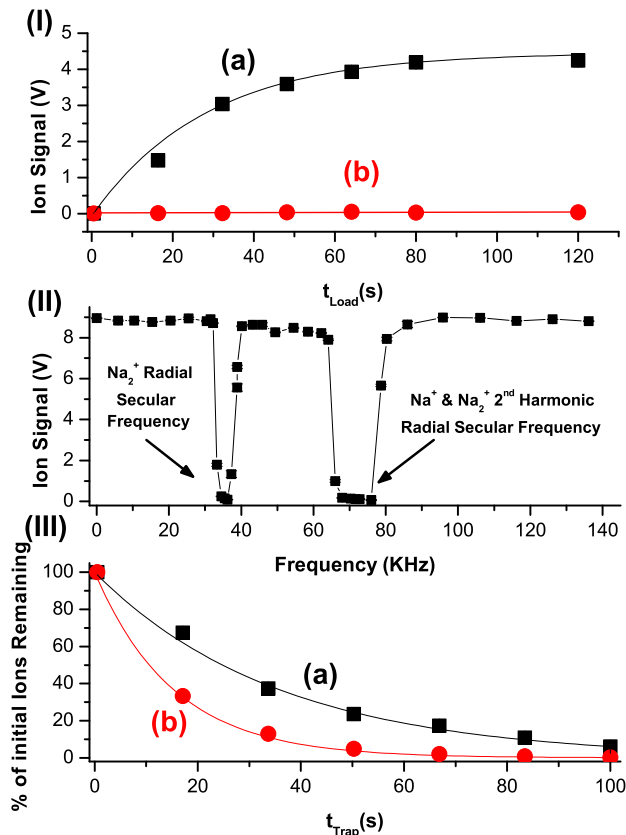 (I)
5
4
3
2
1
0
Ion Signal (V)
(a)
(b)
0 20 40 60 80 100 120
t_Load(s)
(II)
8
6
4
2
0
Ion Signal (V)
Na₂⁺ Radial
Secular
Frequency
Na⁺ & Na₂⁺ 2ⁿᵈ Harmonic
Radial Secular Frequency
0 20 40 60 80 100 120 140
Frequency (KHz)
(III)
100
80
60
40
20
0
% of initial Ions Remaining
(a)
(b)
0 20 40 60 80 100
t_Trap(s)